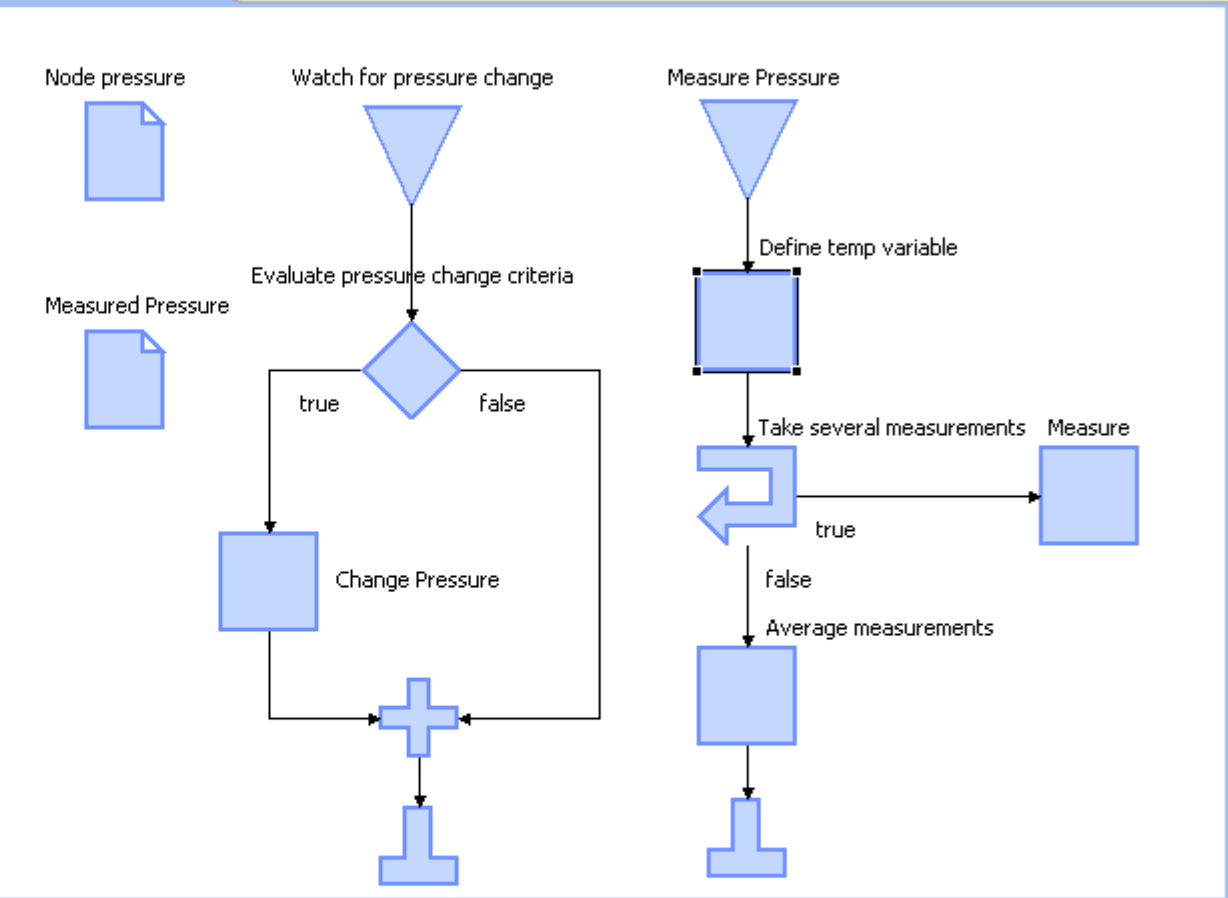 Node pressure
Watch for pressure change
Measure Pressure
Define temp variable
Evaluate pressure change criteria
Measured Pressure
true
false
Take several measurements
Measure
true
Change Pressure
false
Average measurements